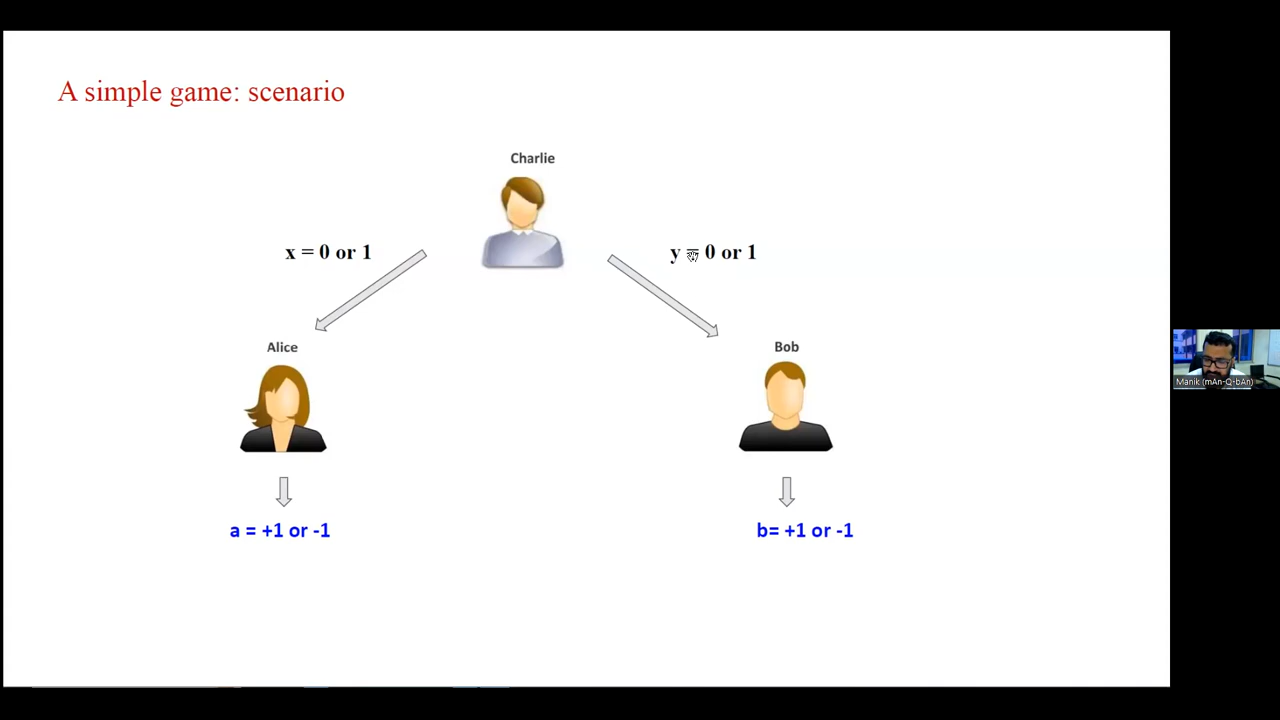 A simple game: scenario
Charlie
x = 0 or 1
y = 0 or 1
Alice
Bob
a = +1 or -1
b= +1 or -1
Manik (mAn-Q-bAn)